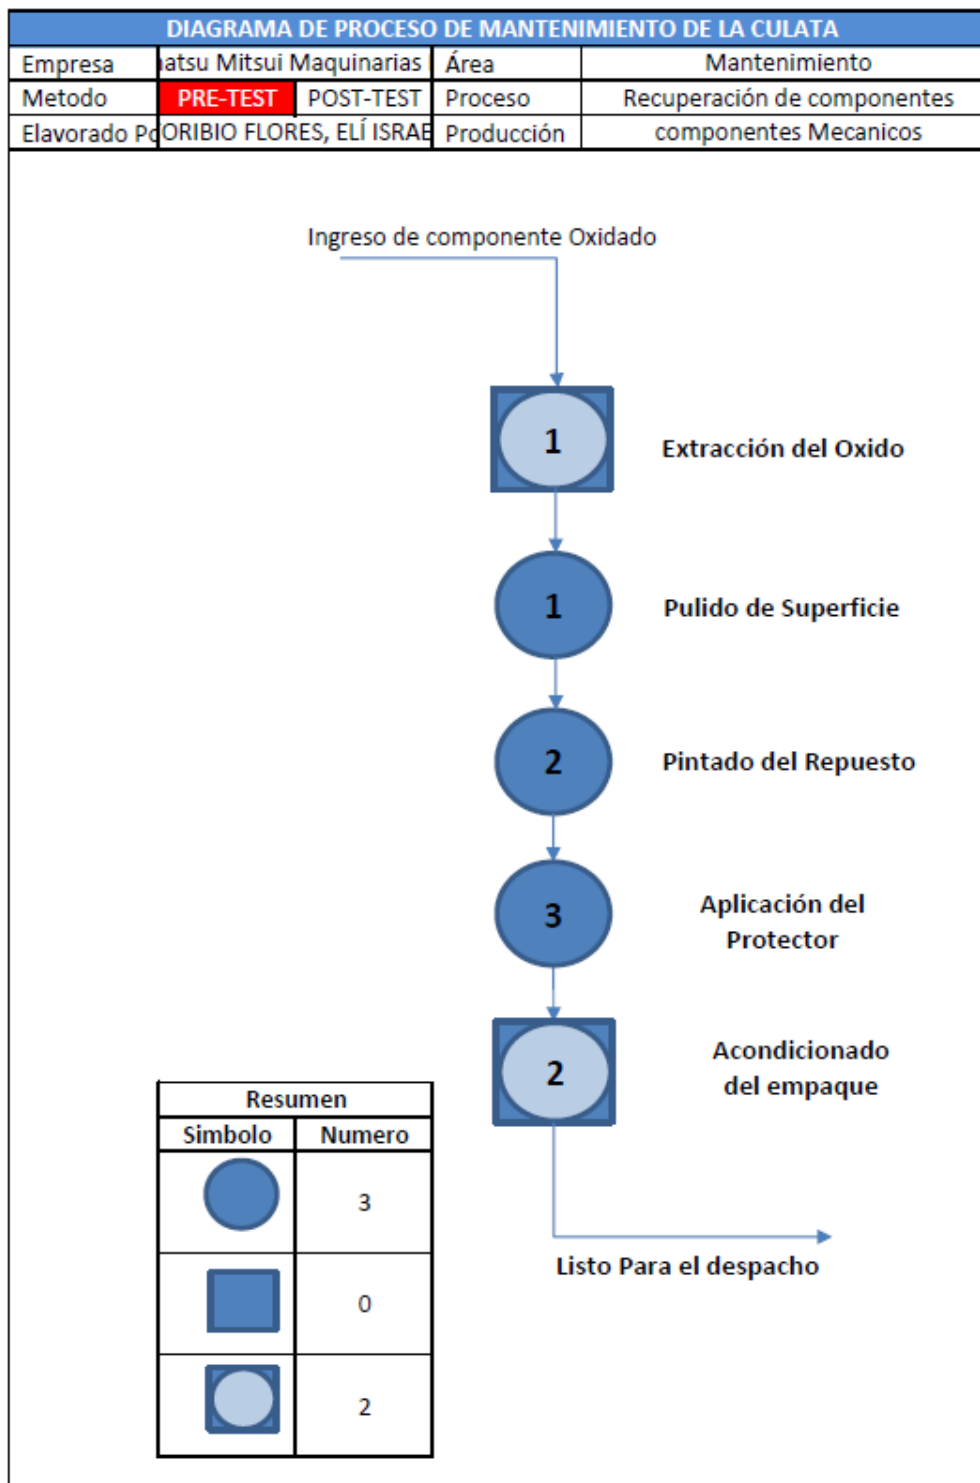 DIAGRAMA DE PROCESO DE MANTENIMIENTO DE LA CULATA
Empresa atsu Mitsui Maquinarias Área Mantenimiento
Metodo PRE-TEST POST-TEST Proceso Recuperación de componentes
Elavorado Po ORIBIO FLORES, ELÍ ISRAE Producción componentes Mecanicos
Ingreso de componente Oxidado
1 Extracción del Oxido
1 Pulido de Superficie
2 Pintado del Repuesto
3 Aplicación del
Protector
2 Acondicionado
del empaque
Listo Para el despacho
Resumen
Simbolo Numero
3
0
2